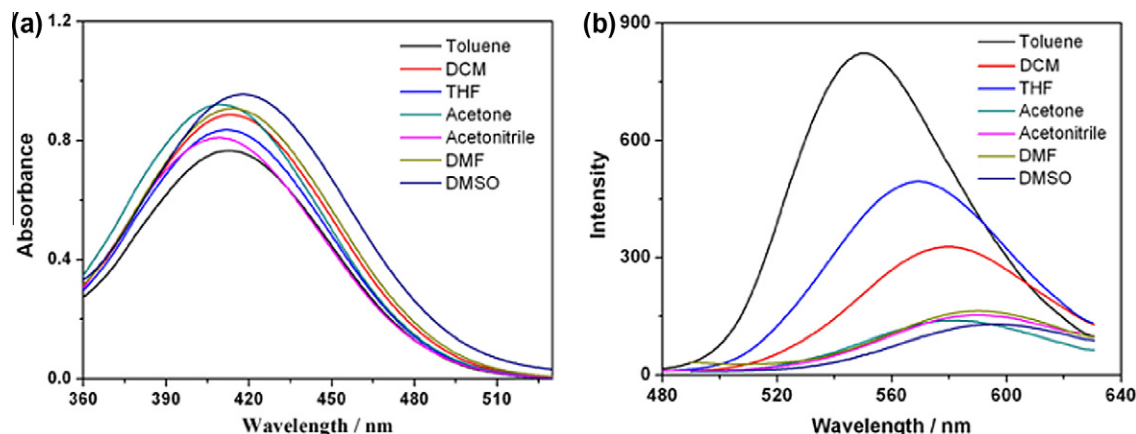 (a)
1.2
0.8
0.4
0.0
Absorbance
360
390
420
450
480
510
Wavelength / nm
Toluene
DCM
THF
Acetone
Acetonitrile
DMF
DMSO
(b)
900
600
300
0
Intensity
480
520
560
600
640
Wavelength / nm
Toluene
DCM
THF
Acetone
Acetonitrile
DMF
DMSO